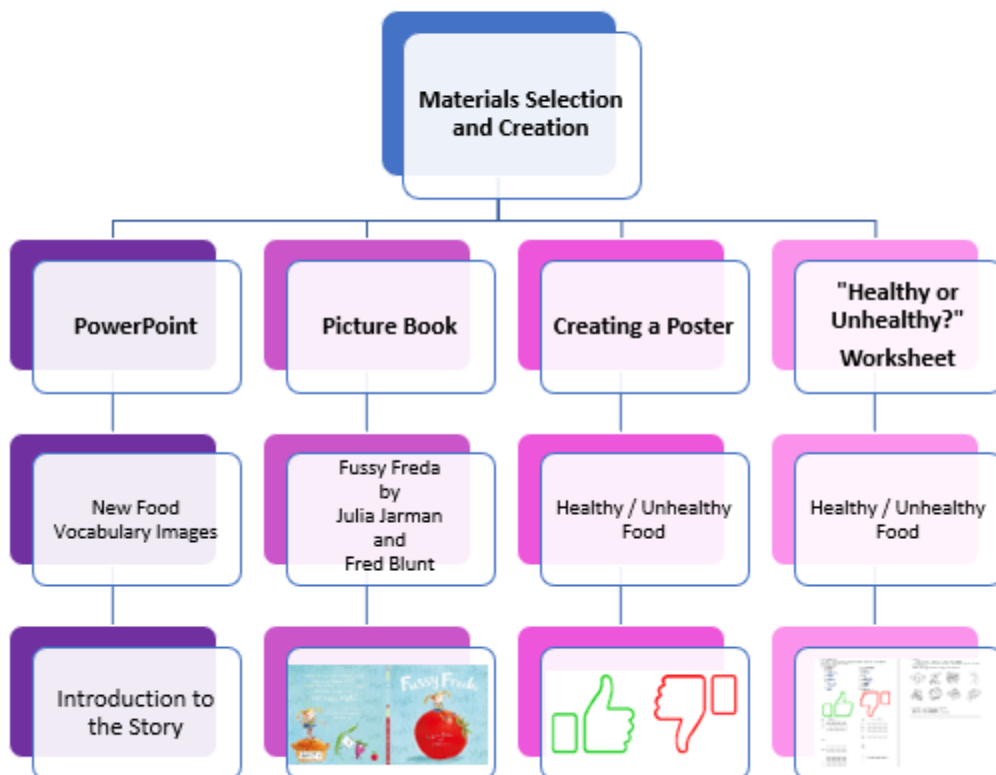 Materials Selection
and Creation
PowerPoint
Picture Book
Creating a Poster
"Healthy or
Unhealthy?"
Worksheet
New Food
Vocabulary Images
Fussy Freda
by
Julia Jarman
and
Fred Blunt
Healthy / Unhealthy
Food
Healthy / Unhealthy
Food
Introduction to
the Story
Fussy Freda